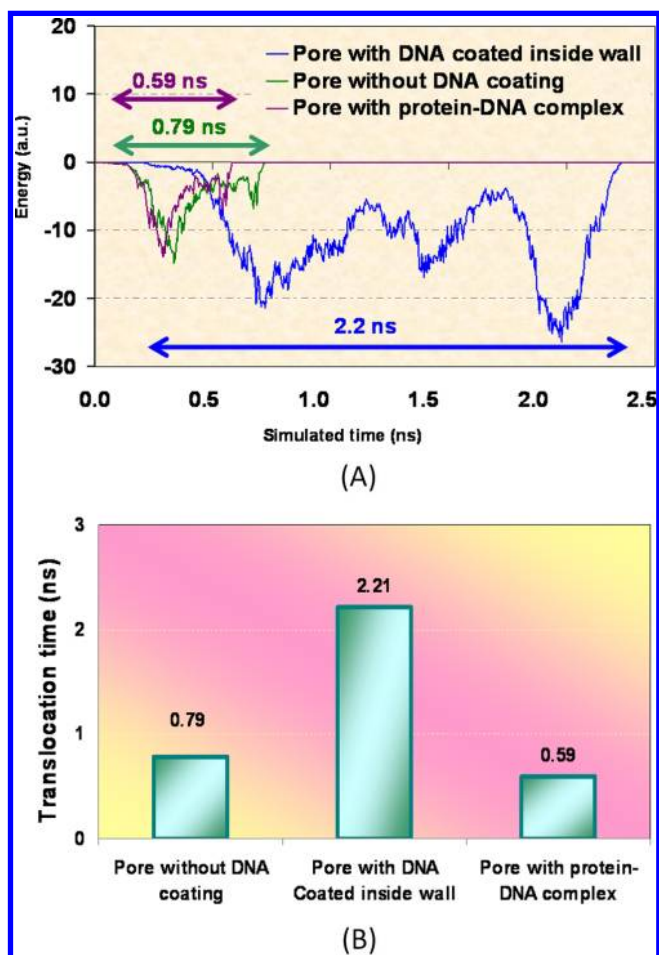 20
10
0
-10
-20
-30
Energy (a.u.)
Pore with DNA coated inside wall
Pore without DNA coating
Pore with protein-DNA complex
0.59 ns
0.79 ns
2.2 ns
0.0 0.5 1.0 1.5 2.0 2.5
Simulated time (ns)
(A)
3
2
1
0
Translocation time (ns)
0.79
2.21
0.59
Pore without DNA
coating
Pore with DNA
Coated inside wall
Pore with protein-
DNA complex
(B)